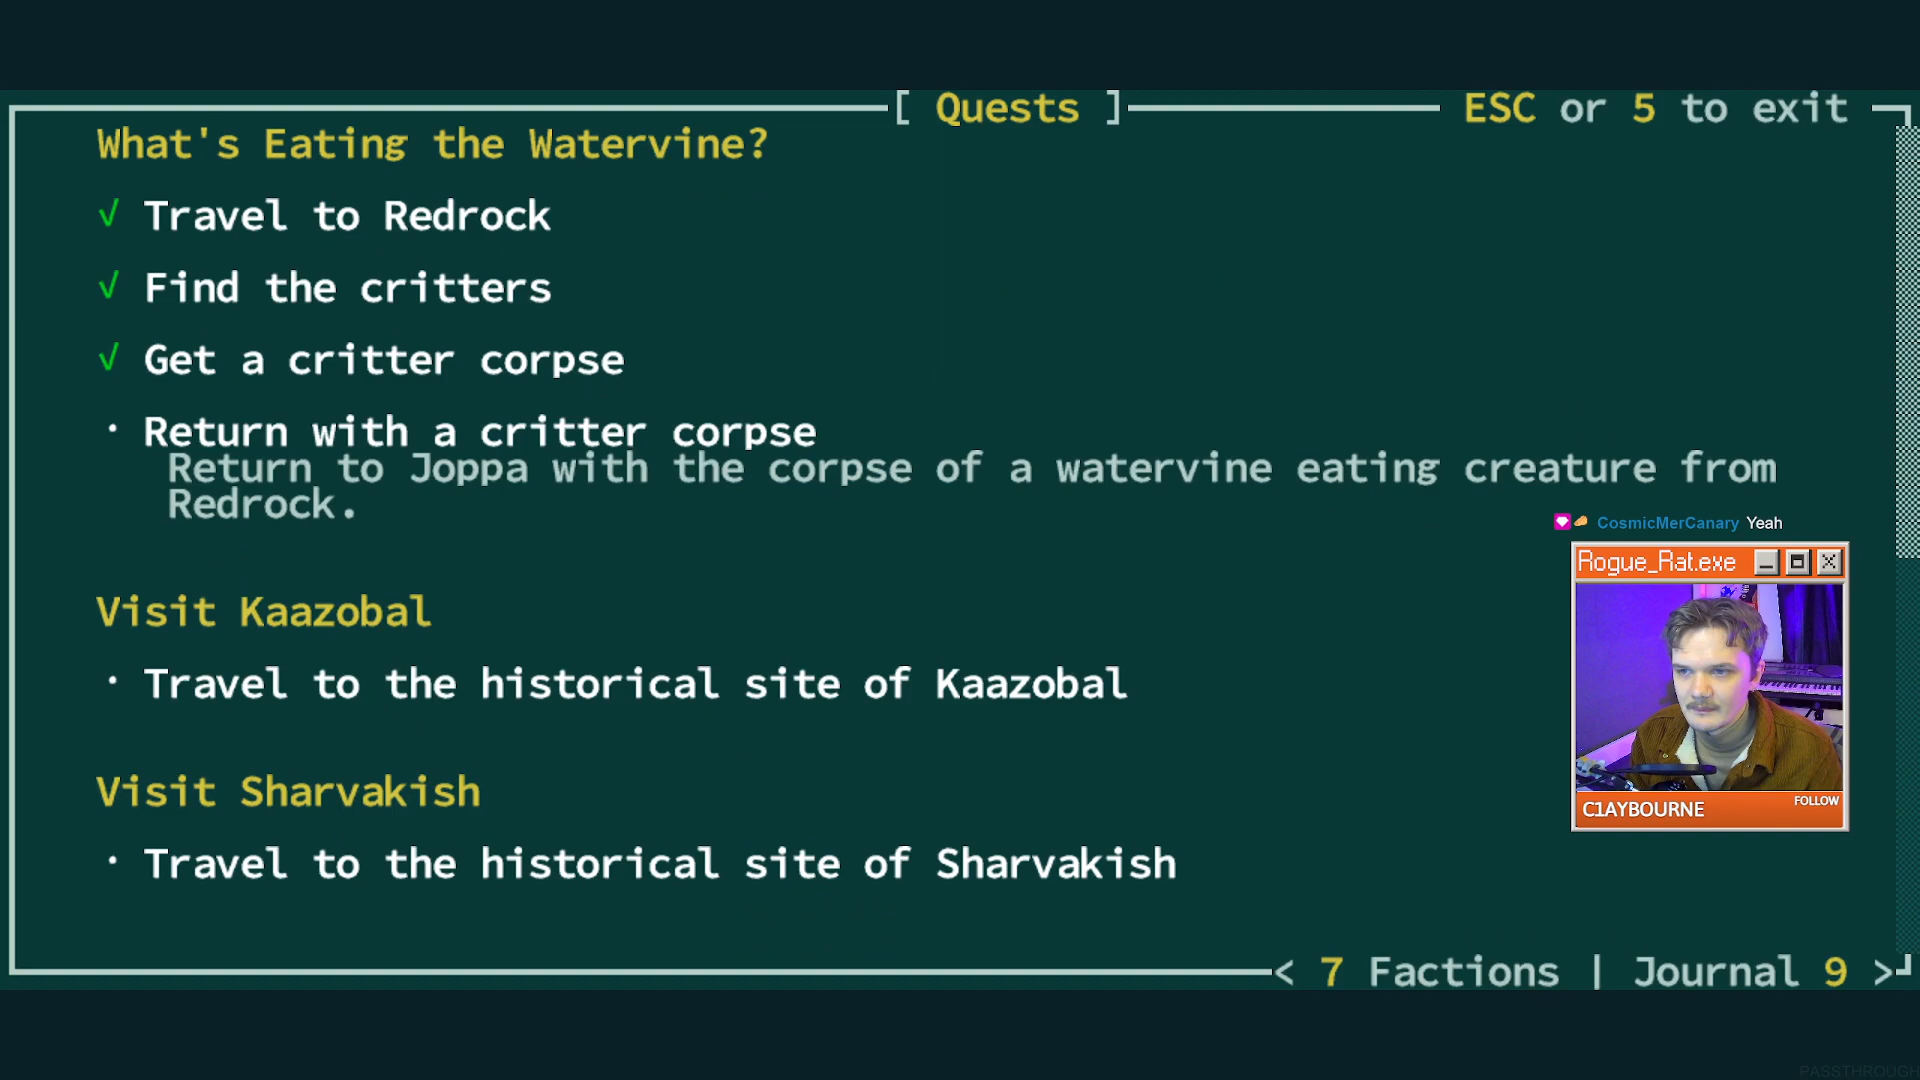 [ Quests ]
ESC or 5 to exit
What's Eating the Watervine?
√ Travel to Redrock
√ Find the critters
√ Get a critter corpse
· Return with a critter corpse
Return to Joppa with the corpse of a watervine eating creature from
Redrock.
CosmicMerCanary Yeah
Rogue_Rat.exe
Visit Kaazobal
· Travel to the historical site of Kaazobal
Visit Sharvakish
C1AYBOURNE
FOLLOW
· Travel to the historical site of Sharvakish
< 7 Factions | Journal 9 >
PASSTHROUGH